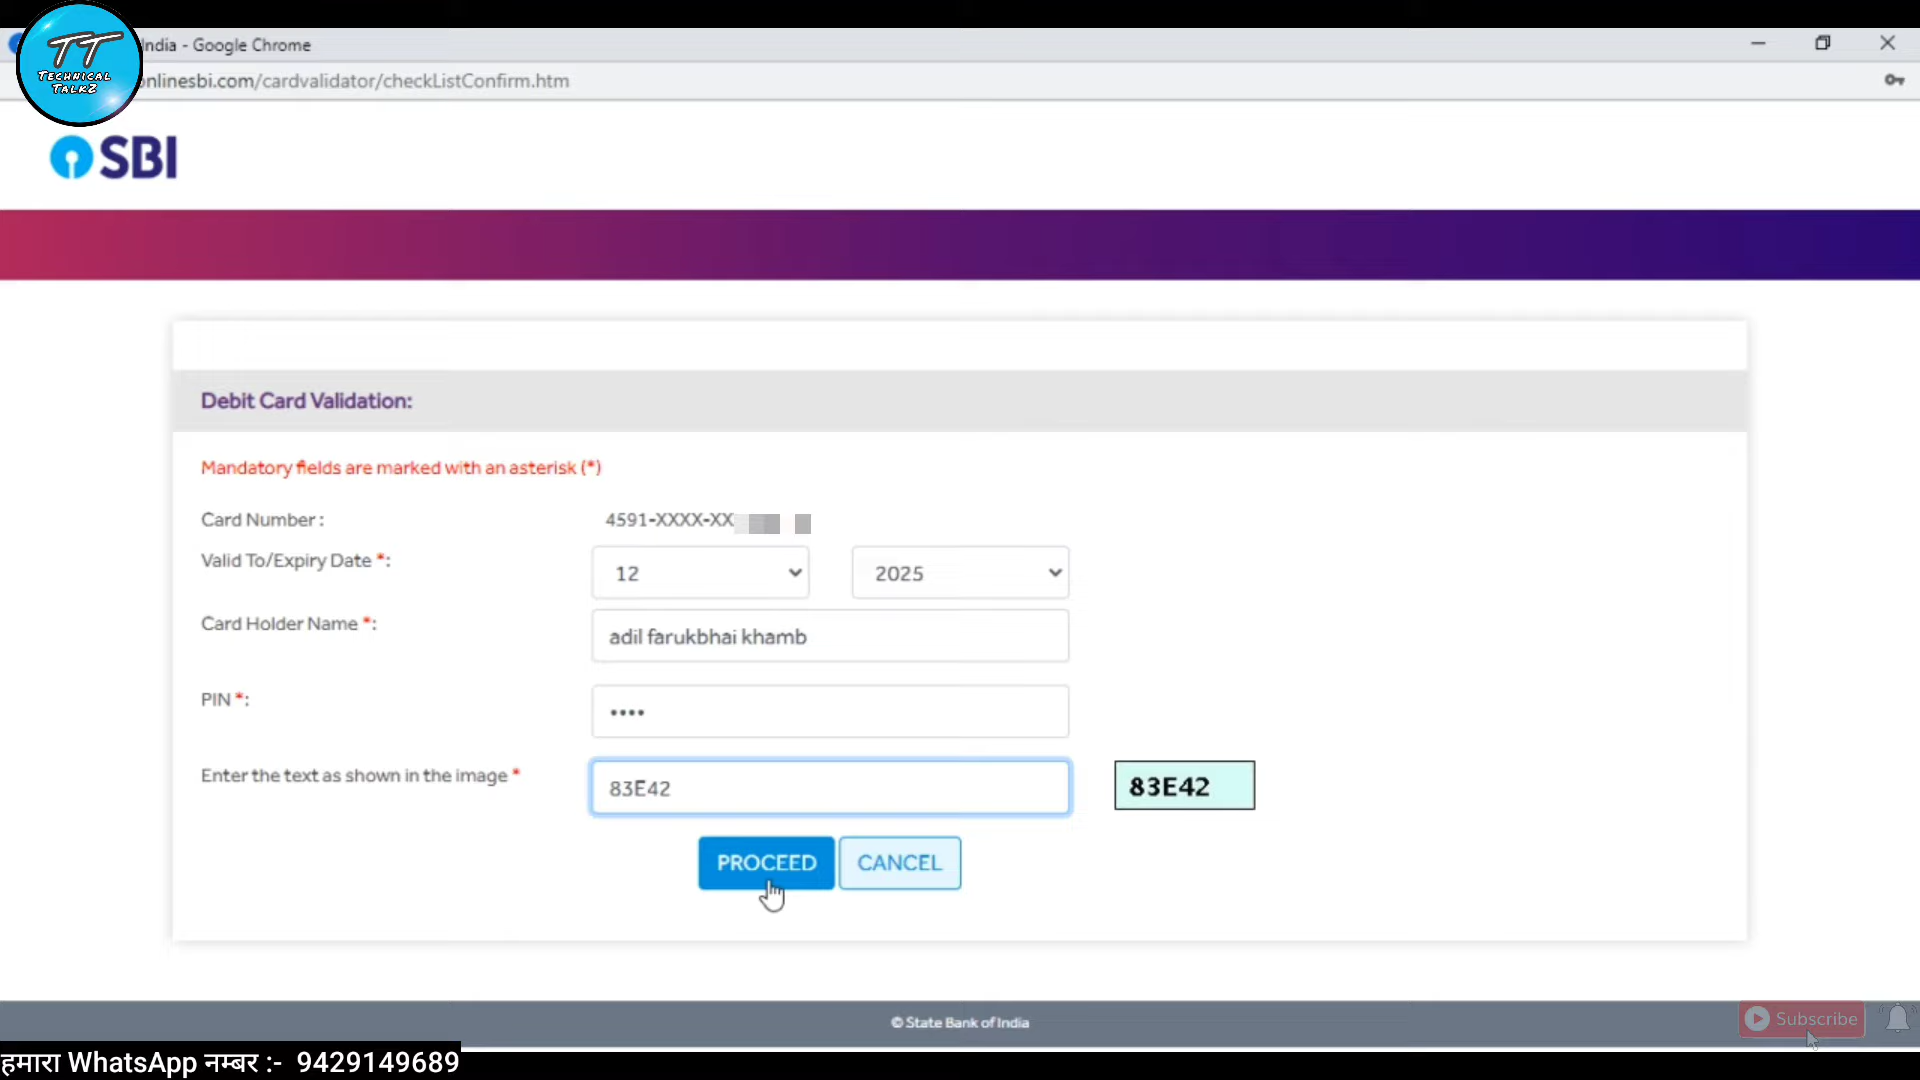 TT
TECHNICAL
TALKZ
India - Google Chrome
onlinesbi.com/cardvalidator/checkListConfirm.htm
SBI
Debit Card Validation:
Mandatory fields are marked with an asterisk (*)
Card Number :
4591-XXXX-XX
Valid To/Expiry Date *:
12
2025
Card Holder Name *:
adil farukbhai khamb
PIN *:
••••
Enter the text as shown in the image *
83E42
83E42
PROCEED
CANCEL
© State Bank of India
Subscribe
हमारा WhatsApp नम्बर :- 9429149689